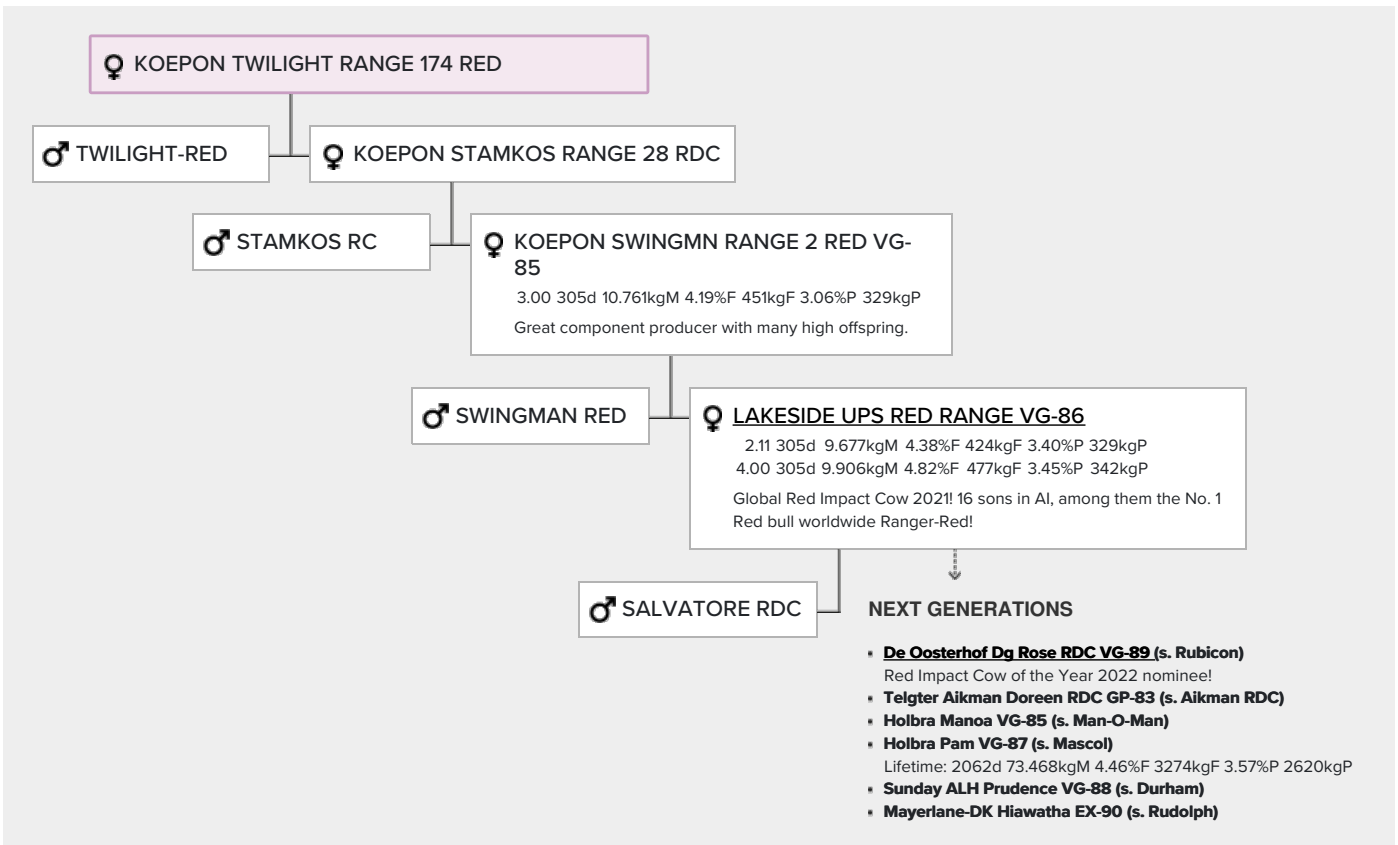 KOEPON TWILIGHT RANGE 174 RED
TWILIGHT-RED
KOEPON STAMKOS RANGE 28 RDC
STAMKOS RC
KOEPON SWINGMN RANGE 2 RED VG-
85
3.00 305d 10.761kgM 4.19%F 451kgF 3.06%P 329kgP
Great component producer with many high offspring.
SWINGMAN RED
LAKESIDE UPS RED RANGE VG-86
2.11 305d 9.677kgM 4.38%F 424kgF 3.40%P 329kgP
4.00 305d 9.906kgM 4.82%F 477kgF 3.45%P 342kgP
Global Red Impact Cow 2021! 16 sons in AI, among them the No. 1
Red bull worldwide Ranger-Red!
SALVATORE RDC
NEXT GENERATIONS
De Oosterhof Dg Rose RDC VG-89 (s. Rubicon)
Red Impact Cow of the Year 2022 nominee!
Telgter Aikman Doreen RDC GP-83 (s. Aikman RDC)
Holbra Manoa VG-85 (s. Man-O-Man)
Holbra Pam VG-87 (s. Mascol)
Lifetime: 2062d 73.468kgM 4.46%F 3274kgF 3.57%P 2620kgP
Sunday ALH Prudence VG-88 (s. Durham)
Mayerlane-DK Hiawatha EX-90 (s. Rudolph)